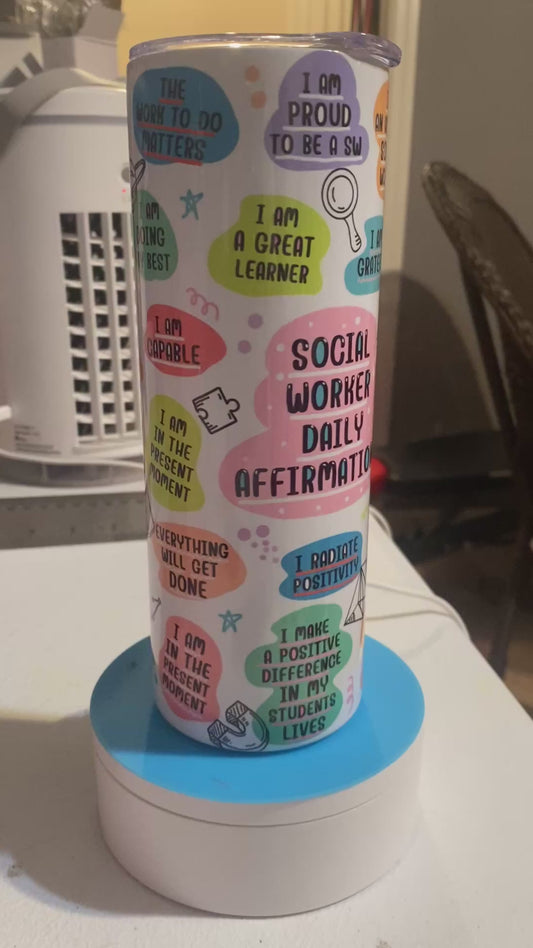 THE
WORK TO DO
MATTERS
I AM
PROUD
TO BE A SW
I AM
DOING
BEST
I AM
A GREAT
LEARNER
I AM
CAPABLE
SOCIAL
WORKER
DAILY
AFFIRMATIO
I AM
IN THE
PRESENT
MOMENT
EVERYTHING
WILL GET
DONE
I RADIATE
POSITIVITY
I AM
IN THE
PRESENT
MOMENT
I MAKE
A POSITIVE
DIFFERENCE
IN MY
STUDENTS
LIVES